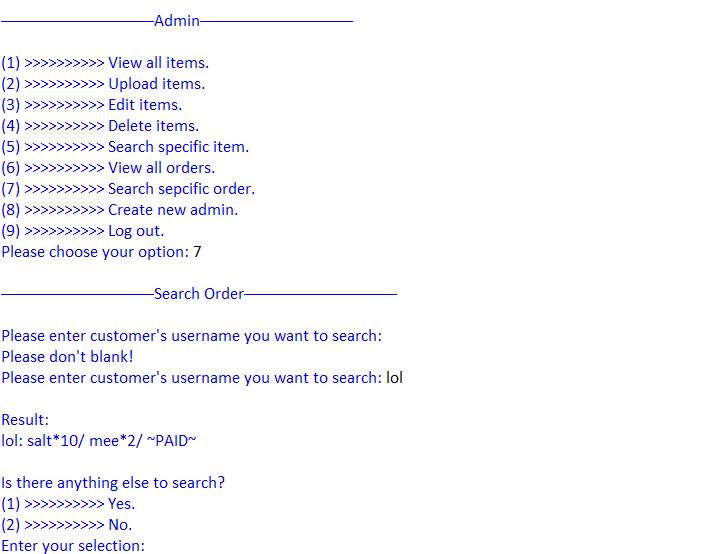 -------------------------Admin-------------------------
(1) >>>>>>>>>> View all items.
(2) >>>>>>>>>> Upload items.
(3) >>>>>>>>>> Edit items.
(4) >>>>>>>>>> Delete items.
(5) >>>>>>>>>> Search specific item.
(6) >>>>>>>>>> View all orders.
(7) >>>>>>>>>> Search sepcific order.
(8) >>>>>>>>>> Create new admin.
(9) >>>>>>>>>> Log out.
Please choose your option: 7
-------------------------Search Order-------------------------
Please enter customer's username you want to search:
Please don't blank!
Please enter customer's username you want to search: lol
Result:
lol: salt*10/ mee*2/ ~PAID~
Is there anything else to search?
(1) >>>>>>>>>> Yes.
(2) >>>>>>>>>> No.
Enter your selection: